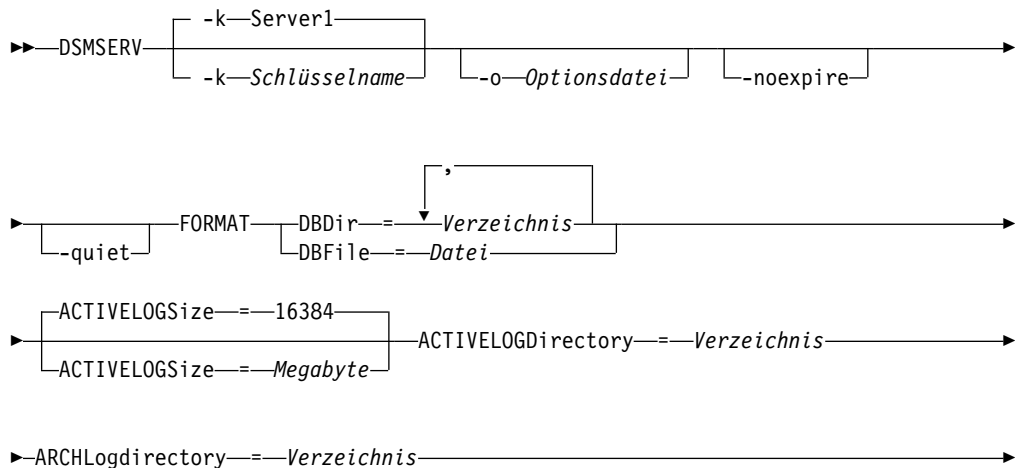 -k Server1
DSMSERV
-k Schlüsselname
-o Optionsdatei
-noexpire
,
-quiet
FORMAT
DBDir = Verzeichnis
DBFile = Datei
ACTIVELOGSize = 16384
ACTIVELOGSize = Megabyte
ACTIVELOGDirectory = Verzeichnis
ARCHLogdirectory = Verzeichnis